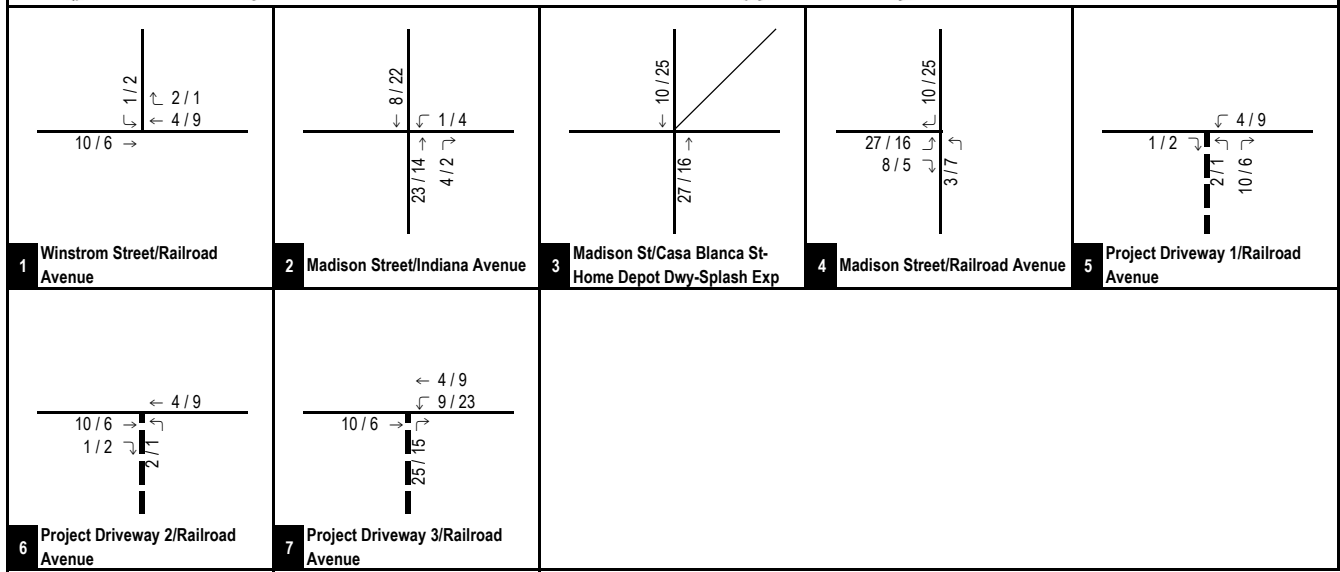 1 / 2
2 / 1
4 / 9
10 / 6
1 Winstrom Street/Railroad
Avenue
8 / 22
1 / 4
23 / 14
4 / 2
2 Madison Street/Indiana Avenue
10 / 25
27 / 16
3 Madison St/Casa Blanca St-
Home Depot Dwy-Splash Exp
10 / 25
27 / 16
8 / 5
3 / 7
4 Madison Street/Railroad Avenue
4 / 9
1 / 2
2 / 1
10 / 6
5 Project Driveway 1/Railroad
Avenue
4 / 9
10 / 6
1 / 2
2 / 1
6 Project Driveway 2/Railroad
Avenue
4 / 9
9 / 23
10 / 6
25 / 15
7 Project Driveway 3/Railroad
Avenue